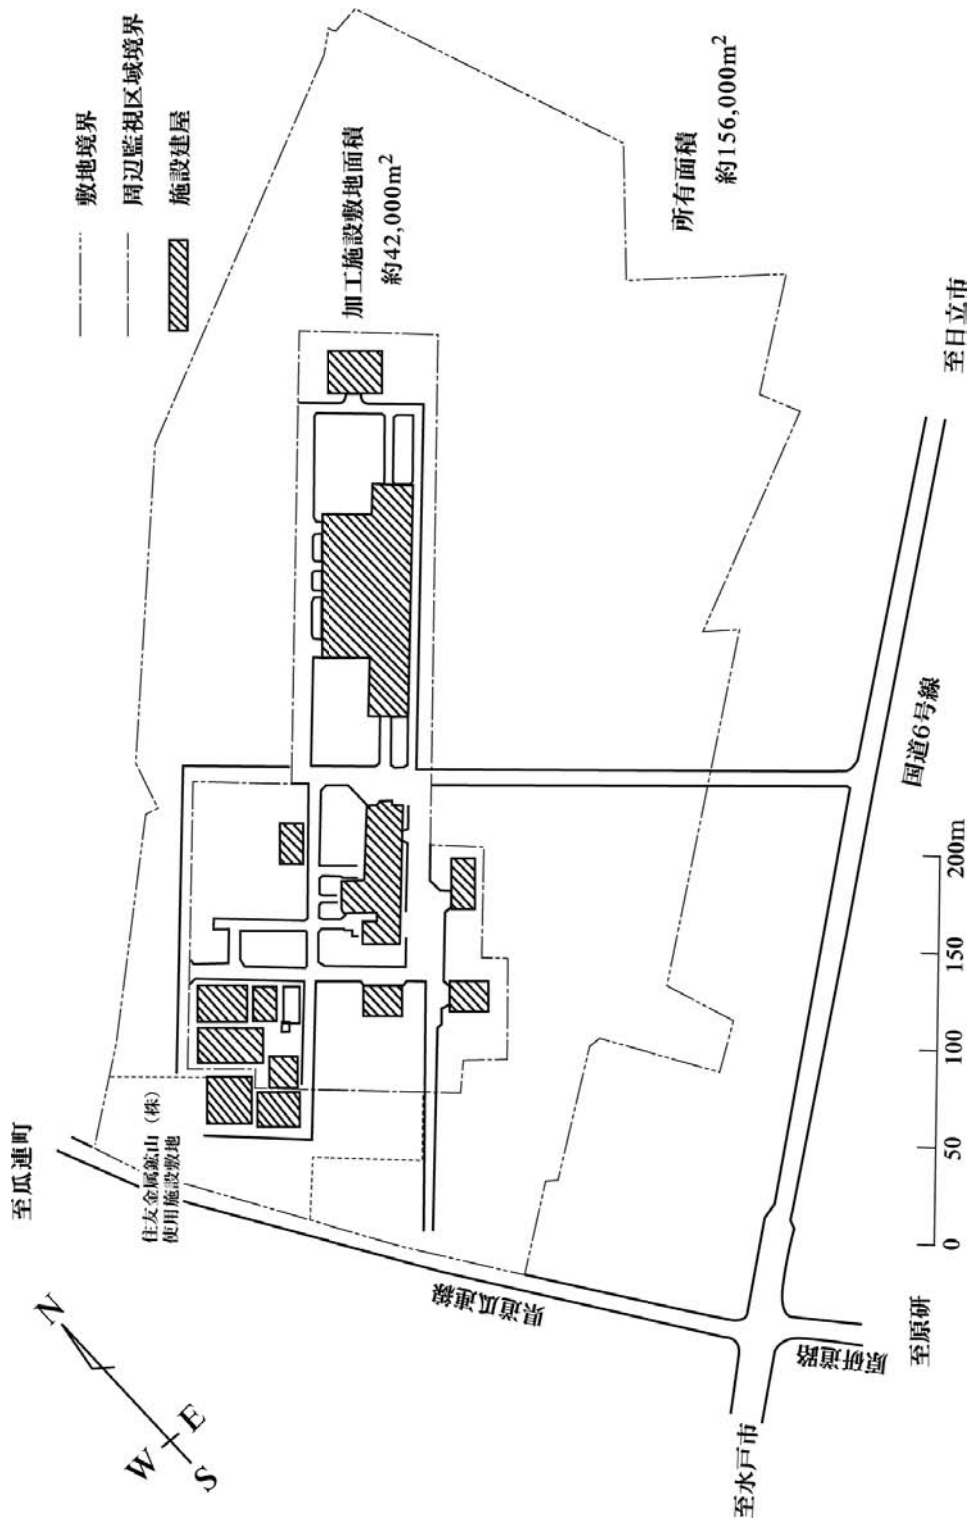 敷地境界
周辺監視区域境界
施設建屋
加工施設敷地面積
約42,000m²
所有面積
約156,000m²
至日立市
国道6号線
至瓜連町
住友金属鉱山（株）
使用施設敷地
県道瓜連線
原研道路
至原研
至水戸市
N
W
E
S
0
50
100
150
200m